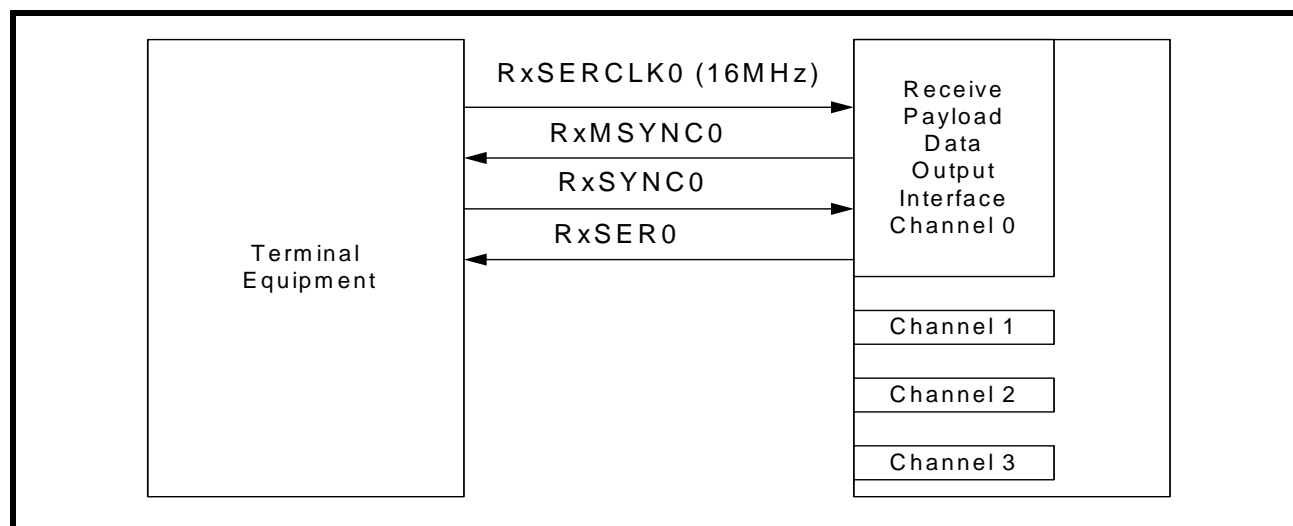 Terminal
Equipment
RxSERCLK0 (16MHz)
RxMSYNC0
RxSYNC0
RxSER0
Receive
Payload
Data
Output
Interface
Channel 0
Channel 1
Channel 2
Channel 3